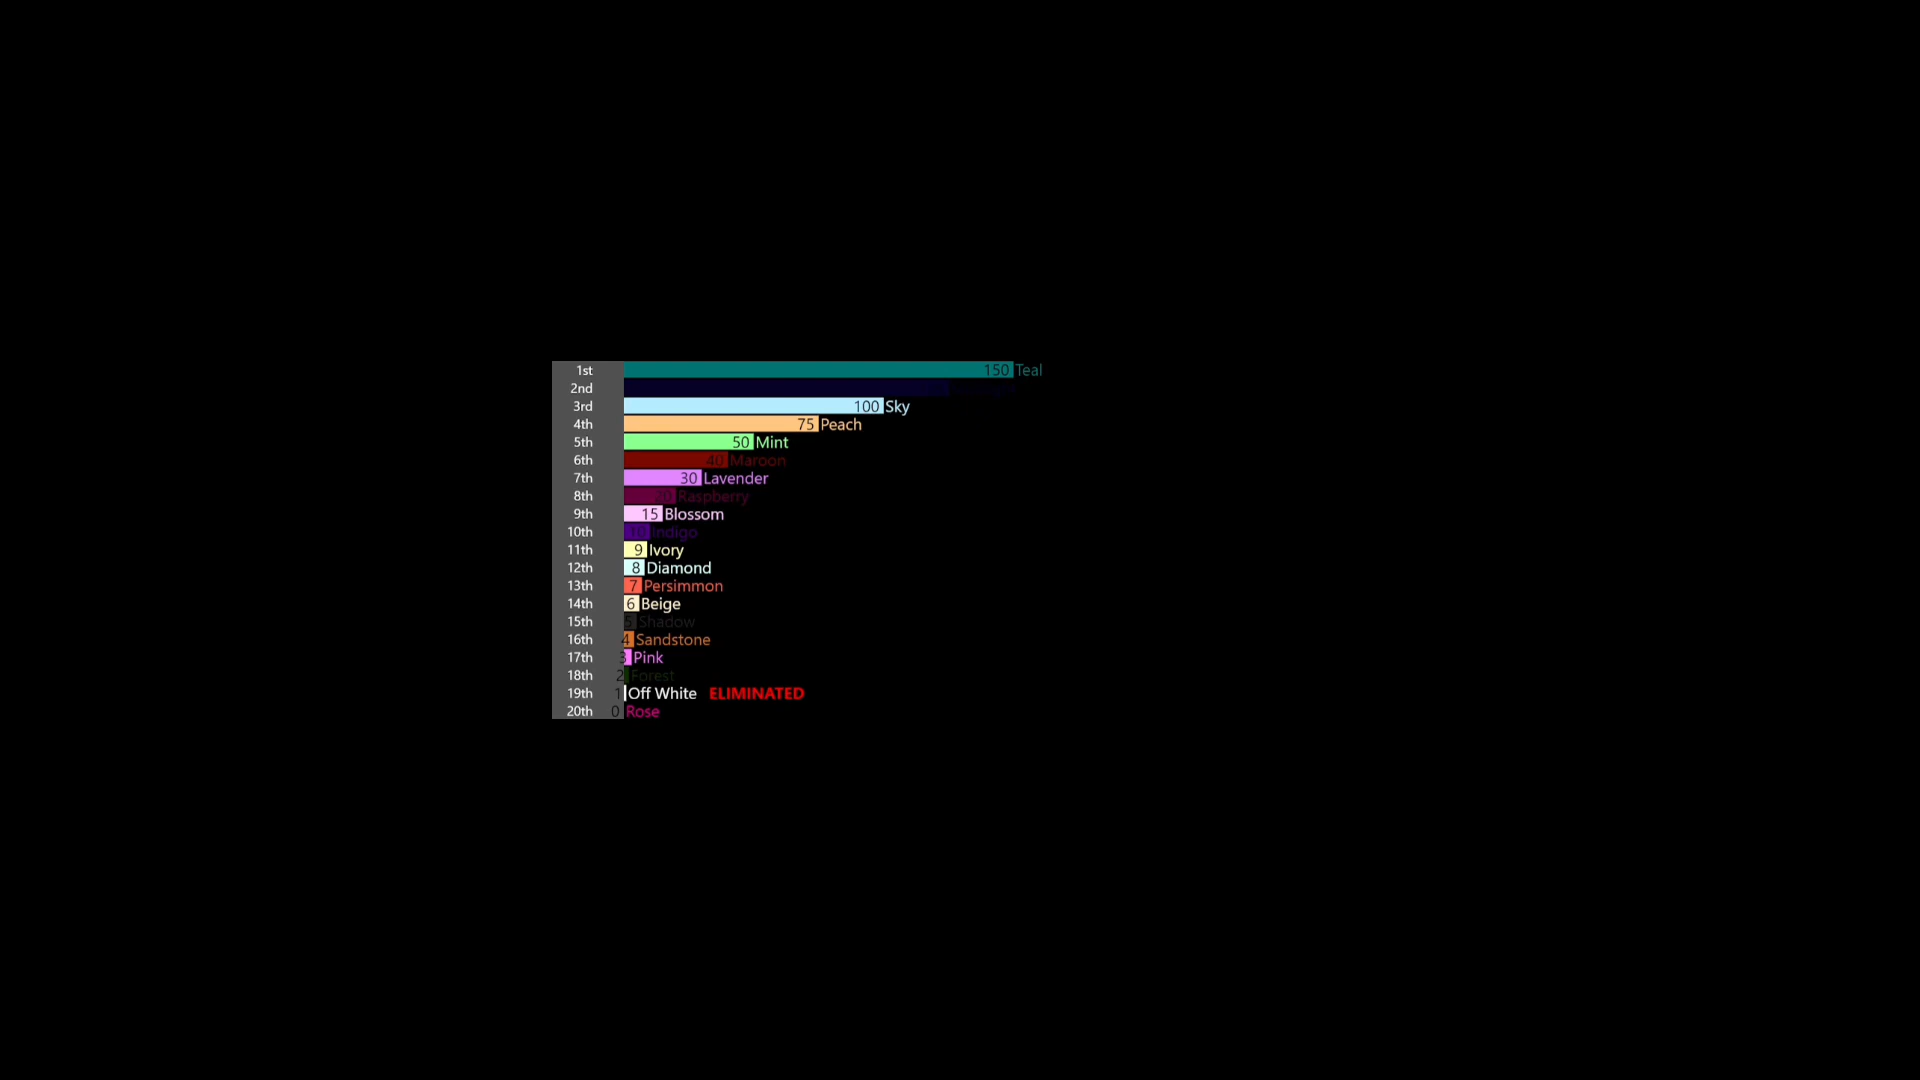 1st 150 Teal
2nd
3rd 100 Sky
4th 75 Peach
5th 50 Mint
6th 40 Maroon
7th 30 Lavender
8th 20 Raspberry
9th 15 Blossom
10th 10 Indigo
11th 9 Ivory
12th 8 Diamond
13th 7 Persimmon
14th 6 Beige
15th 5 Shadow
16th 4 Sandstone
17th 3 Pink
18th 2 Forest
19th 1 Off White ELIMINATED
20th 0 Rose